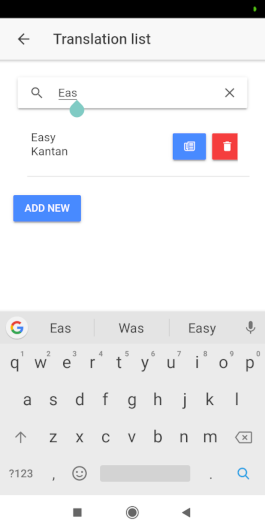 Translation list
Eas
Easy
Kantan
ADD NEW
Eas Was Easy
1 2 3 4 5 6 7 8 9 0
q w e r t y u i o p
a s d f g h j k l
z x c v b n m
?123 , .